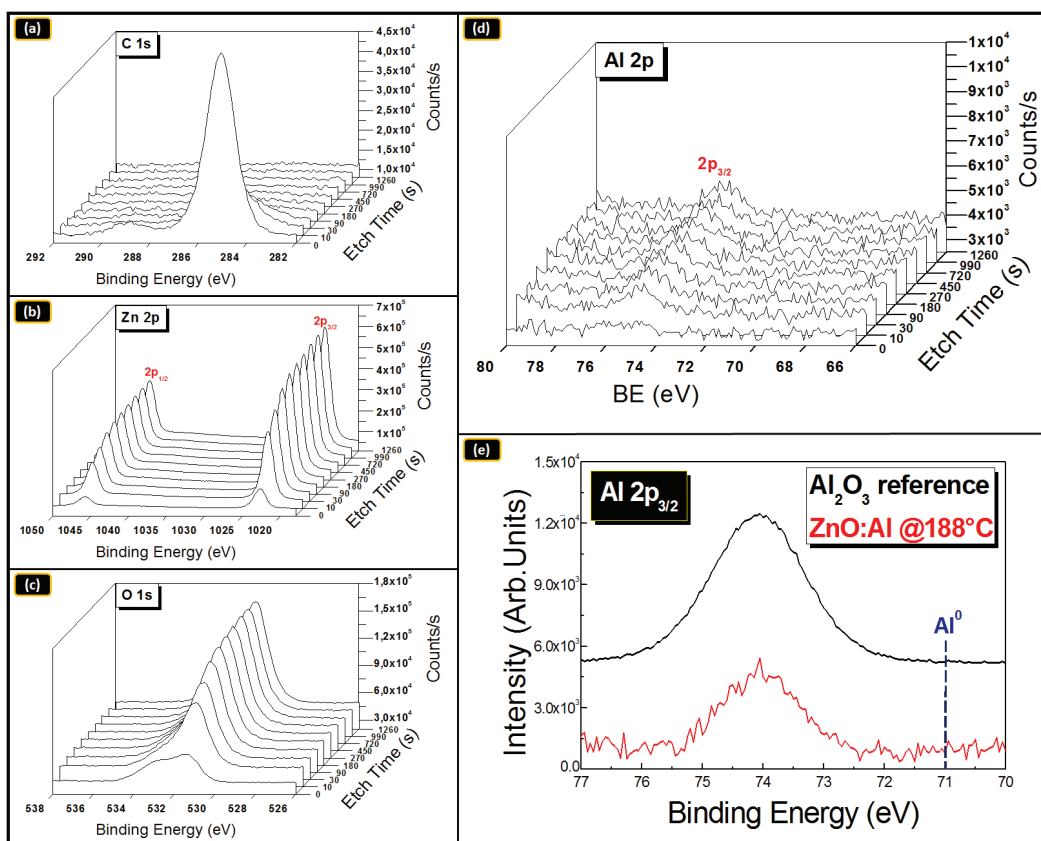 (a)
C 1s
4,5x10⁴
4,0x10⁴
3,5x10⁴
3,0x10⁴
2,5x10⁴
2,0x10⁴
1,5x10⁴
1,0x10⁴
Counts/s
1260
990
720
450
270
180
90
30
10
0
Etch Time (s)
292 290 288 286 284 282
Binding Energy (eV)
(b)
Zn 2p
2p1/2
2p3/2
7x10⁵
6x10⁵
5x10⁵
4x10⁵
3x10⁵
2x10⁵
1x10⁵
Counts/s
1260
990
720
450
270
180
90
30
10
0
Etch Time (s)
1050 1045 1040 1035 1030 1025 1020
Binding Energy (eV)
(c)
O 1s
1,8x10⁵
1,5x10⁵
1,2x10⁵
9,0x10⁴
6,0x10⁴
3,0x10⁴
Counts/s
1260
990
720
450
270
180
90
30
10
0
Etch Time (s)
538 536 534 532 530 528 526
Binding Energy (eV)
(d)
Al 2p
2p3/2
1x10⁴
1x10⁴
9x10³
8x10³
7x10³
6x10³
5x10³
4x10³
3x10³
Counts/s
1260
990
720
450
270
180
90
30
10
0
Etch Time (s)
80 78 76 74 72 70 68 66
BE (eV)
(e)
Al 2p3/2
Al₂O₃ reference
ZnO:Al @188°C
Al⁰
1.5x10⁴
1.2x10⁴
9.0x10³
6.0x10³
3.0x10³
0.0
Intensity (Arb.Units)
77 76 75 74 73 72 71 70
Binding Energy (eV)